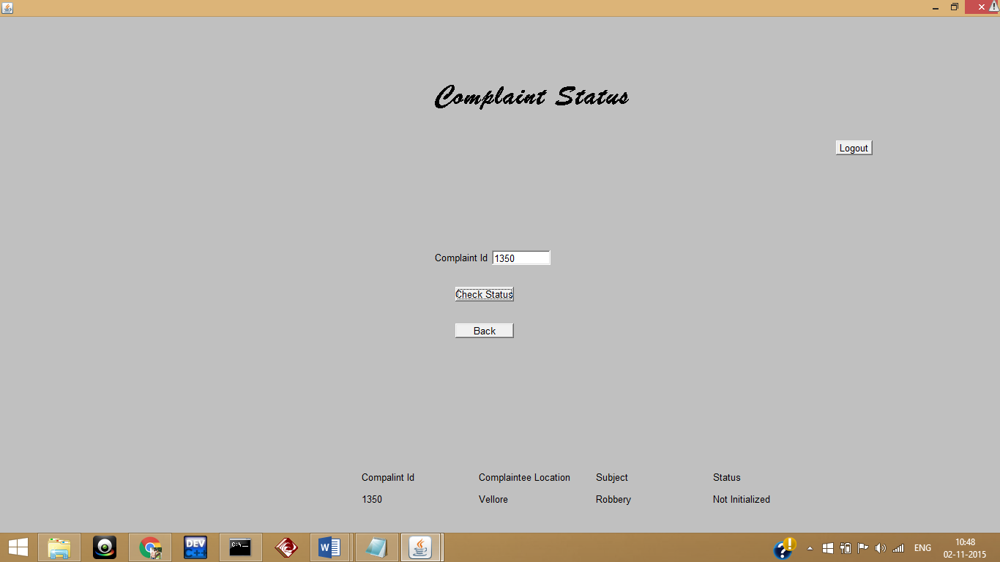 Complaint Status
Logout
Complaint Id 1350
Check Status
Back
Compalint Id Complaintee Location Subject Status
1350 Vellore Robbery Not Initialized
DEV C++ C:\_ W ENG 10:48
02-11-2015